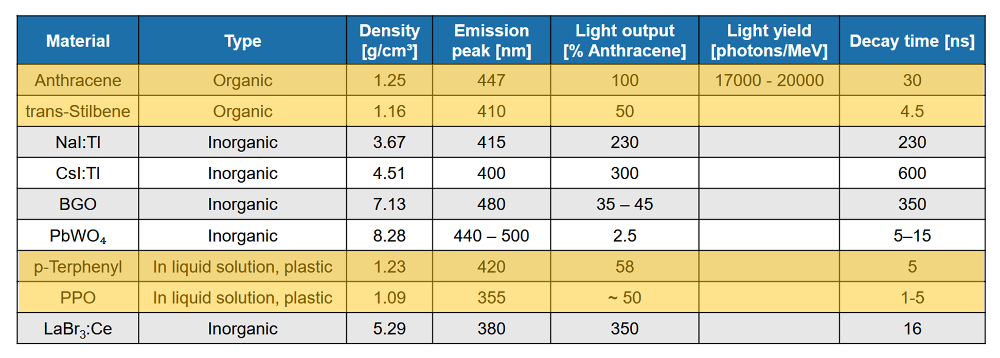 Material Type Density [g/cm³] Emission peak [nm] Light output [% Anthracene] Light yield [photons/MeV] Decay time [ns]
Anthracene Organic 1.25 447 100 17000 - 20000 30
trans-Stilbene Organic 1.16 410 50 4.5
NaI:Tl Inorganic 3.67 415 230 230
CsI:Tl Inorganic 4.51 400 300 600
BGO Inorganic 7.13 480 35 – 45 350
PbWO₄ Inorganic 8.28 440 – 500 2.5 5–15
p-Terphenyl In liquid solution, plastic 1.23 420 58 5
PPO In liquid solution, plastic 1.09 355 ~ 50 1-5
LaBr₃:Ce Inorganic 5.29 380 350 16